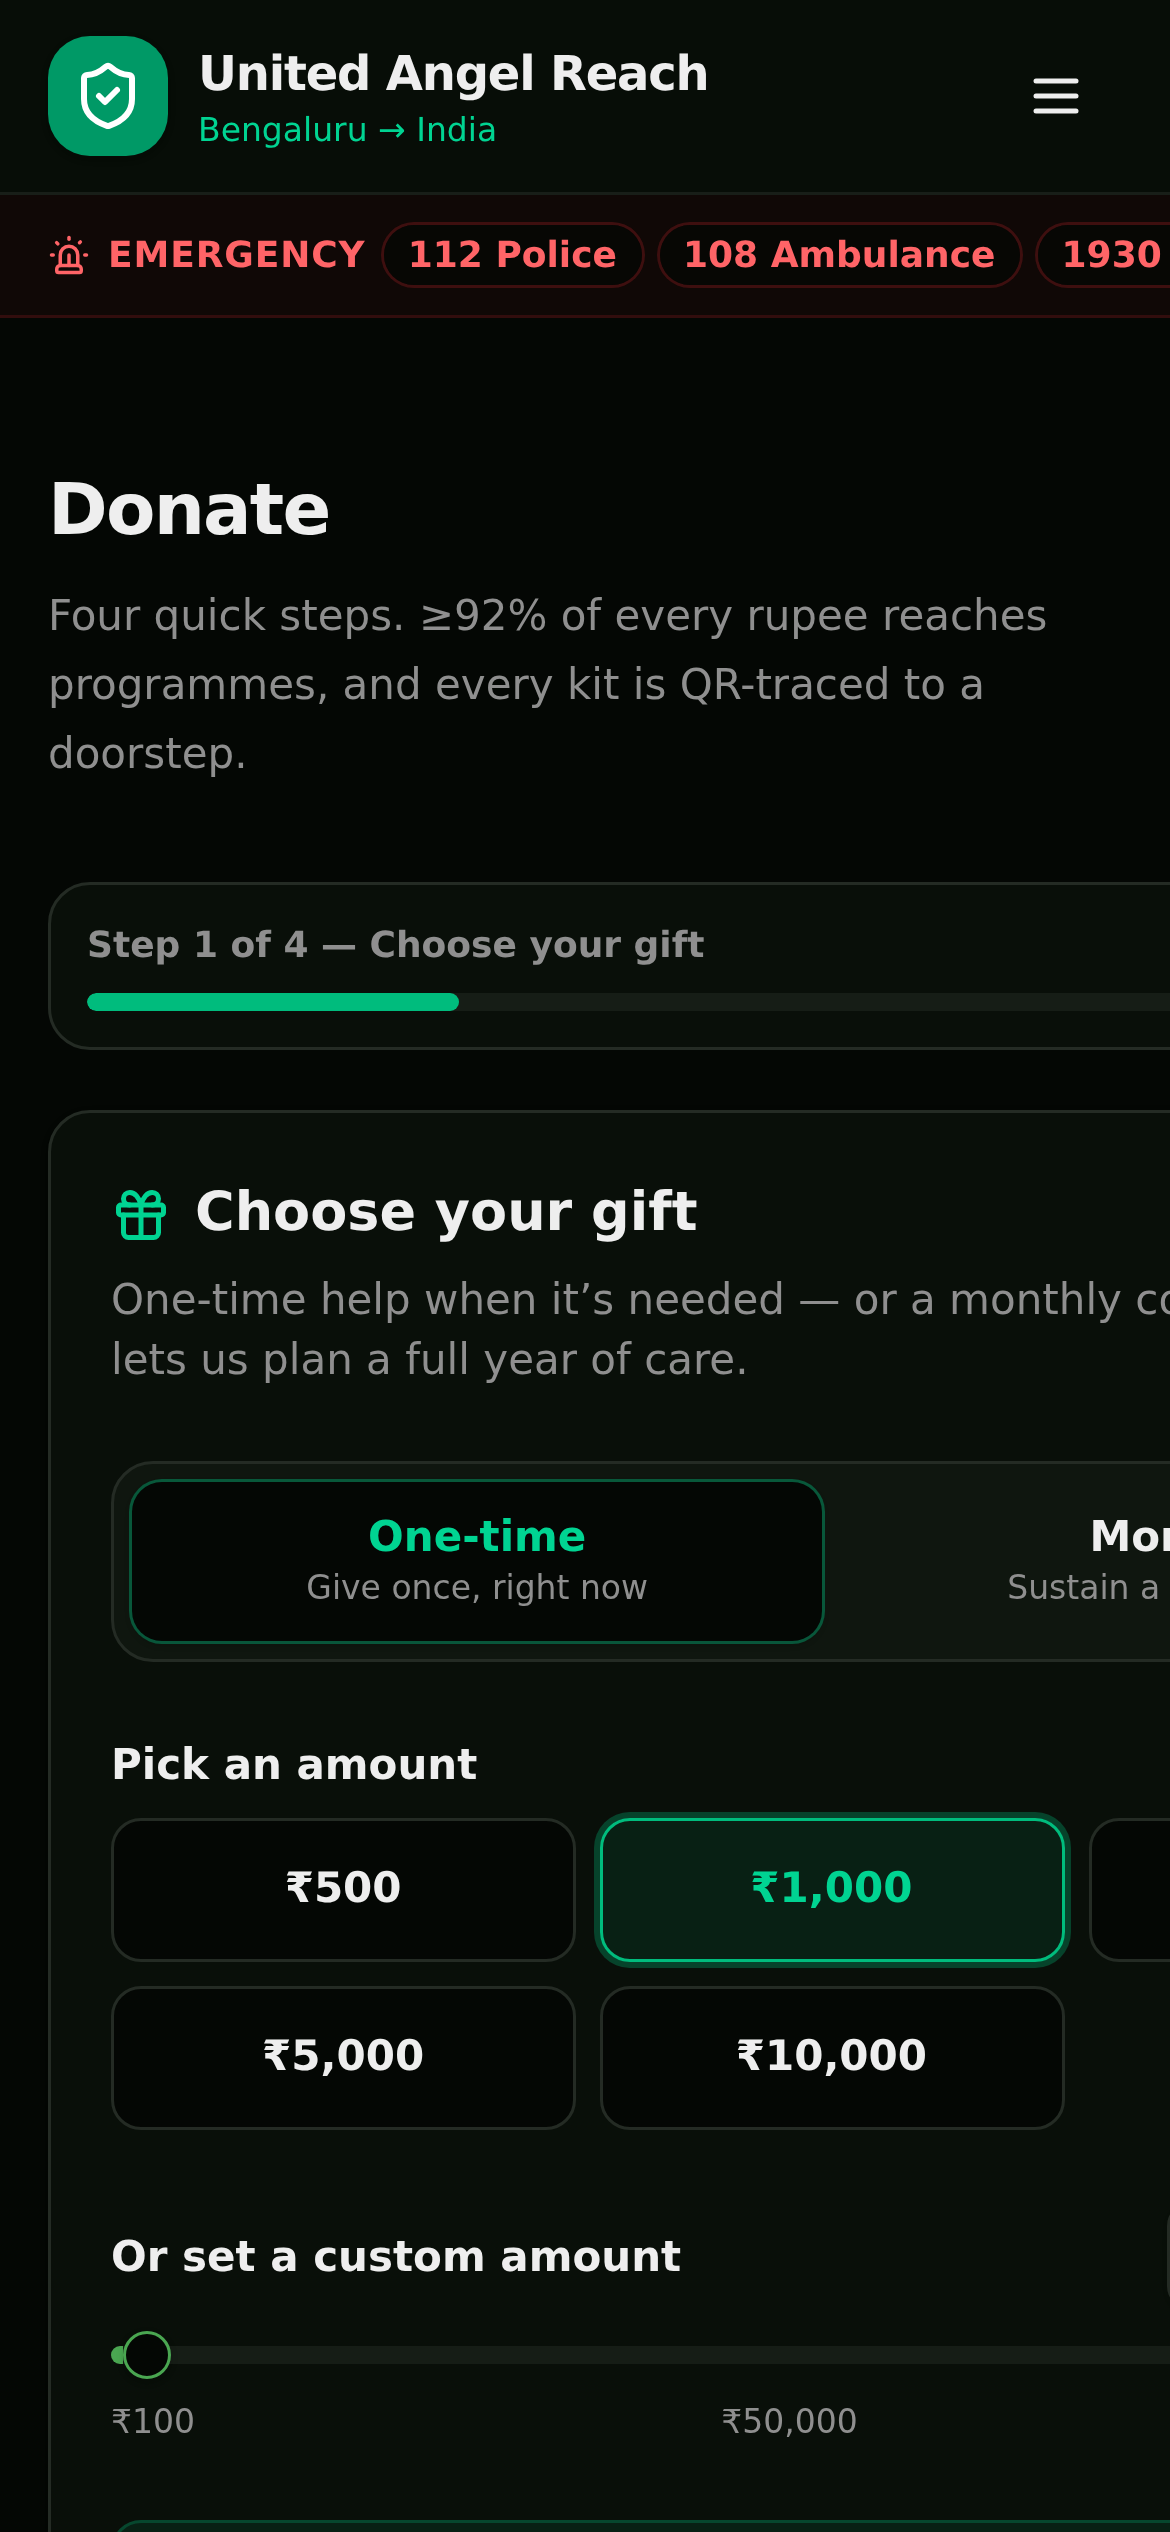 United Angel Reach
Bengaluru → India
EMERGENCY 112 Police 108 Ambulance 1930
Donate
Four quick steps. ≥92% of every rupee reaches
programmes, and every kit is QR-traced to a
doorstep.
Step 1 of 4 — Choose your gift
Choose your gift
One-time help when it’s needed — or a monthly
lets us plan a full year of care.
One-time
Give once, right now
Sustain a
Pick an amount
₹500 ₹1,000
₹5,000 ₹10,000
Or set a custom amount
₹100 ₹50,000